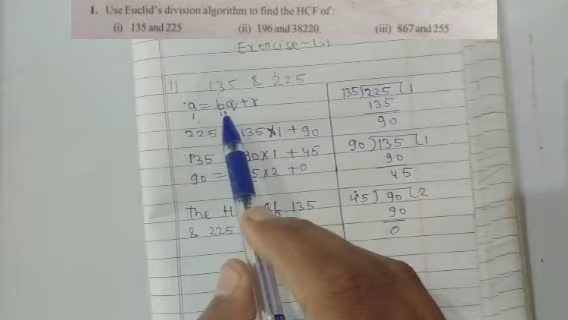 1. Use Euclid's division algorithm to find the HCF of:
(i) 135 and 225 (ii) 196 and 38220 (iii) 867 and 255
Exercise-1.1
1) 135 & 225
a = bq+r
225 135×1+90
135 90×1+45
90 = ×2+0
The 135
& 225
135)225(1
135
90
90)135(1
90
45
45)90(2
90
0